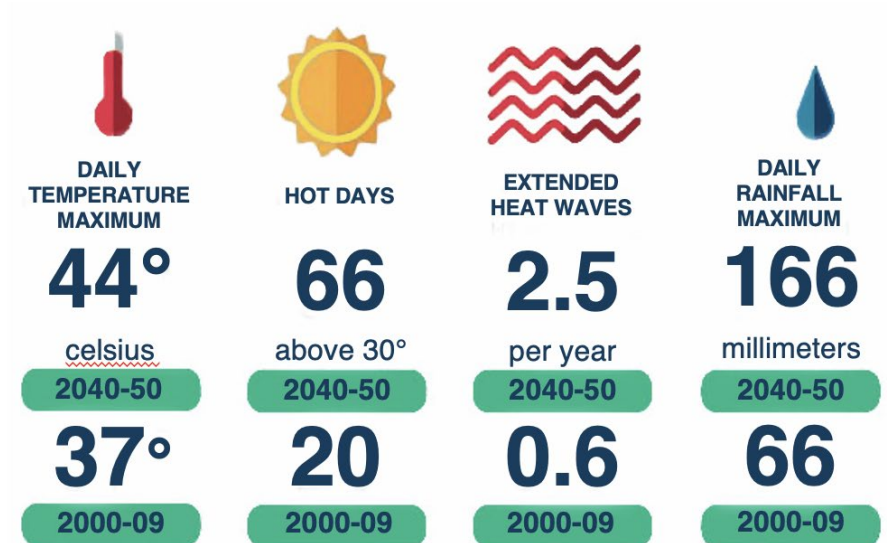 DAILY
TEMPERATURE
MAXIMUM
44°
celsius
2040-50
37°
2000-09
HOT DAYS
66
above 30°
2040-50
20
2000-09
EXTENDED
HEAT WAVES
2.5
per year
2040-50
0.6
2000-09
DAILY
RAINFALL
MAXIMUM
166
millimeters
2040-50
66
2000-09